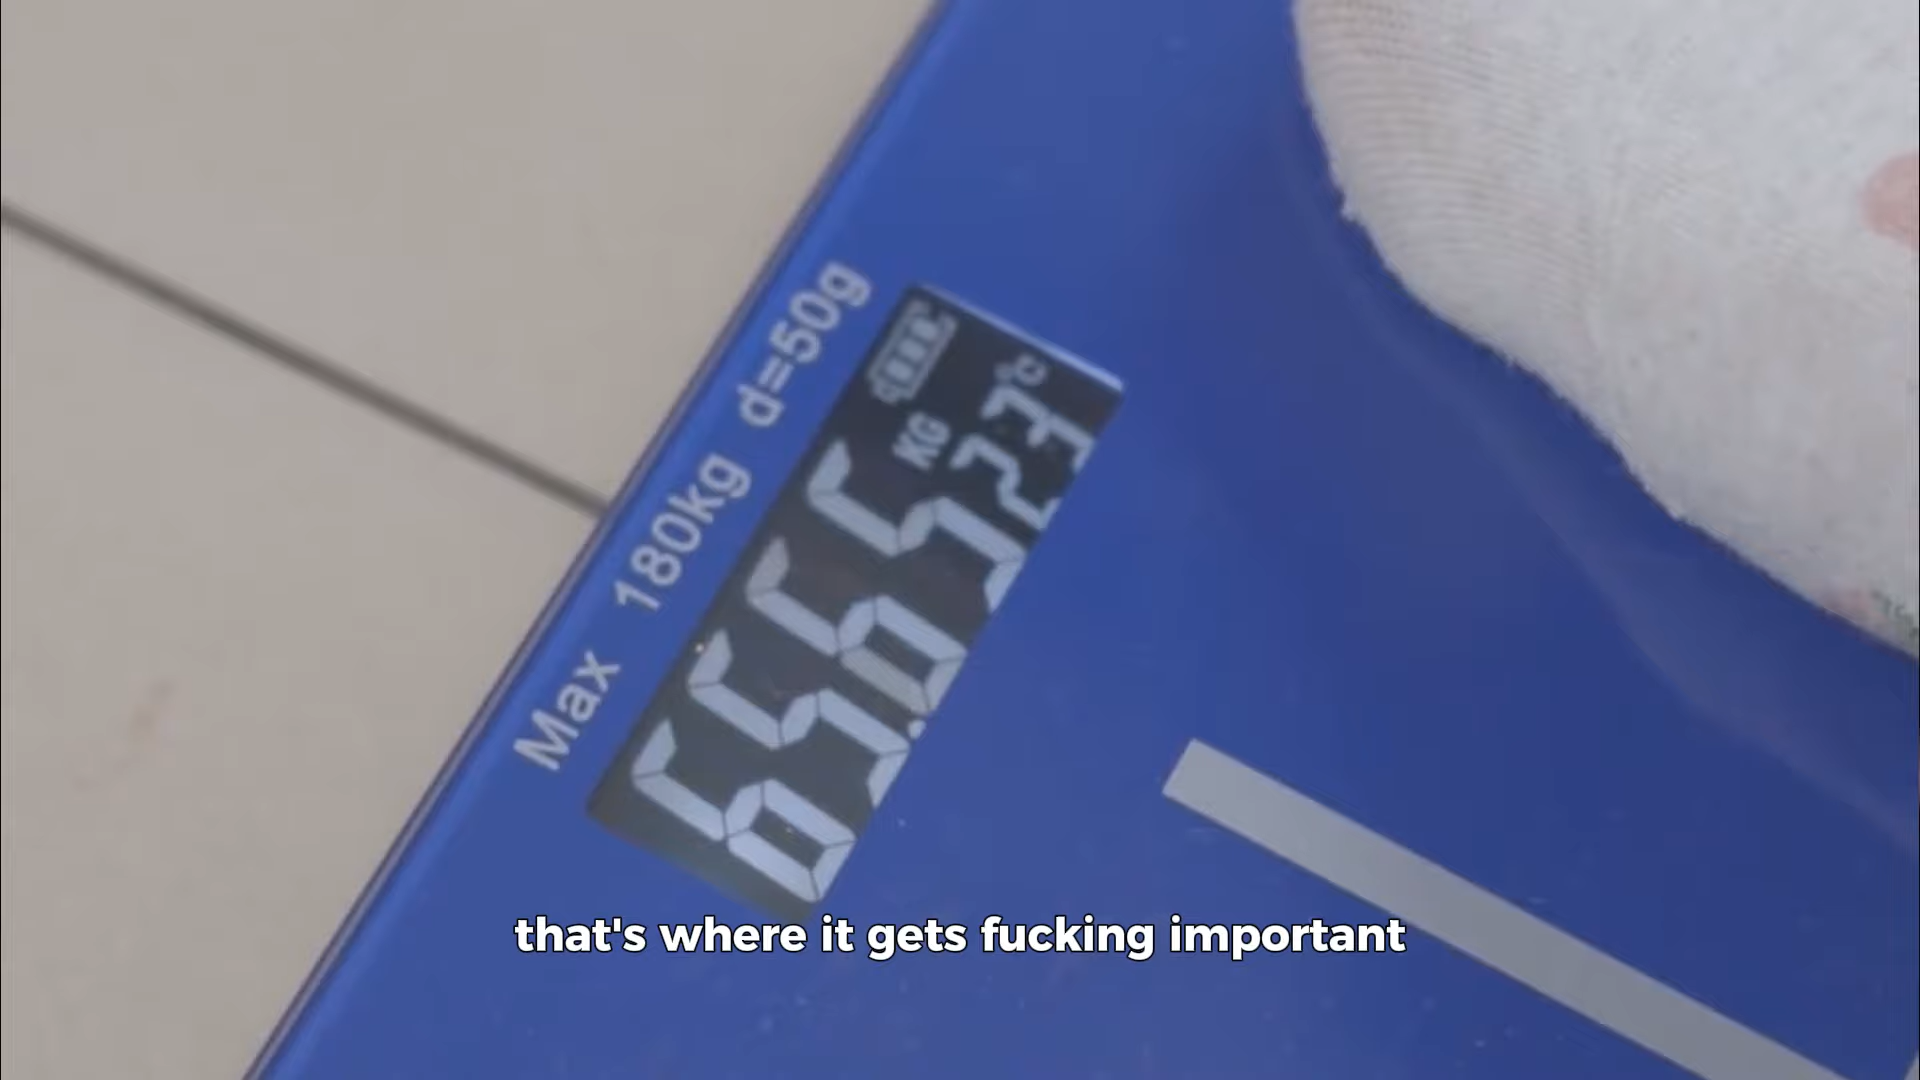 Max 180kg d=50g
65.65 KG
23°C
that's where it gets fucking important